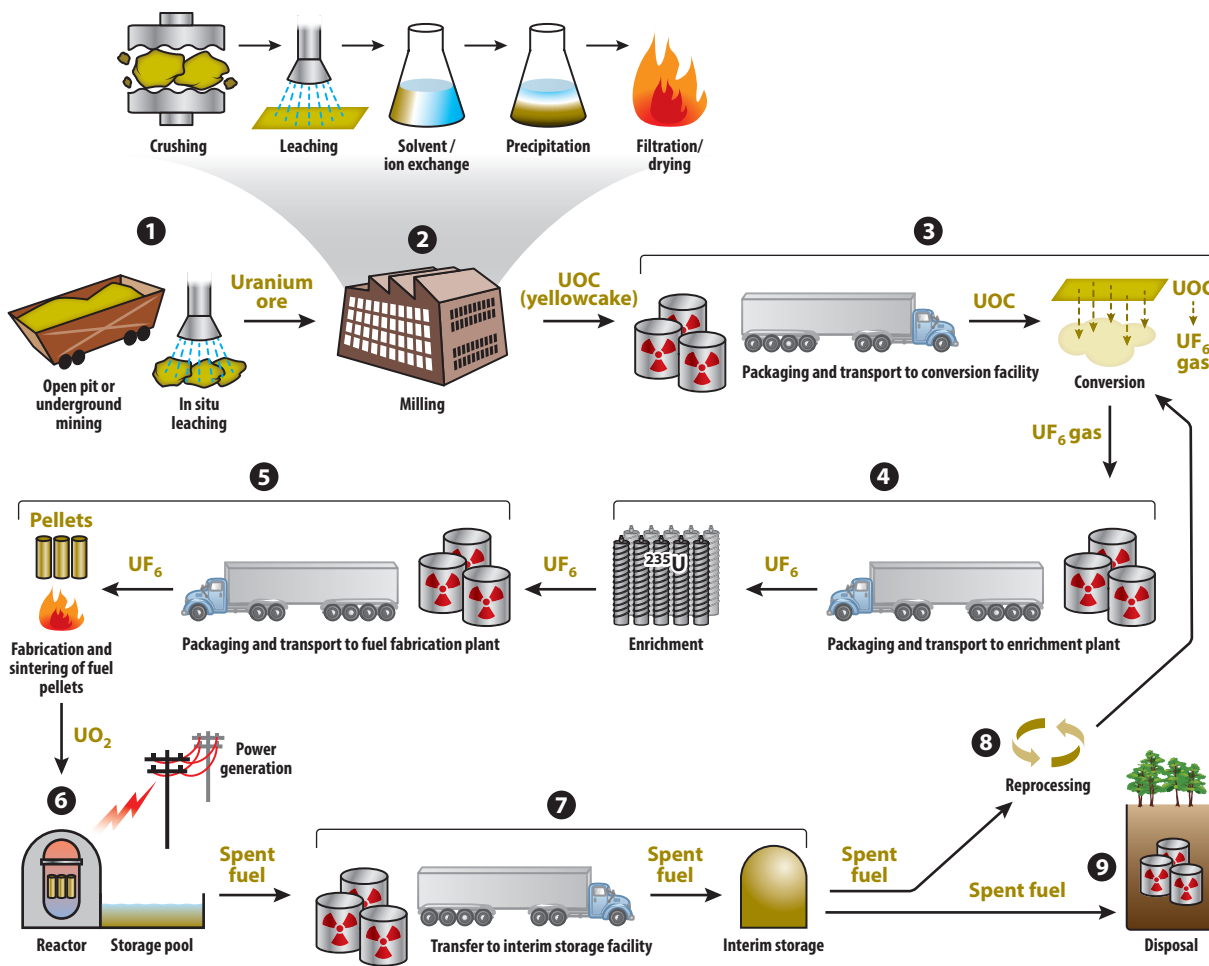 Crushing
Leaching
Solvent /
ion exchange
Precipitation
Filtration/
drying
1
2
3
Uranium
ore
UOC
(yellowcake)
UOC
UOC
UF₆
gas
Open pit or
underground
mining
In situ
leaching
Milling
Packaging and transport to conversion facility
Conversion
UF₆ gas
5
4
Pellets
UF₆
UF₆
²³⁵U
UF₆
Fabrication and
sintering of fuel
pellets
Packaging and transport to fuel fabrication plant
Enrichment
Packaging and transport to enrichment plant
UO₂
Power
generation
8
Reprocessing
6
7
9
Spent
fuel
Spent
fuel
Spent
fuel
Spent fuel
Reactor
Storage pool
Transfer to interim storage facility
Interim storage
Disposal